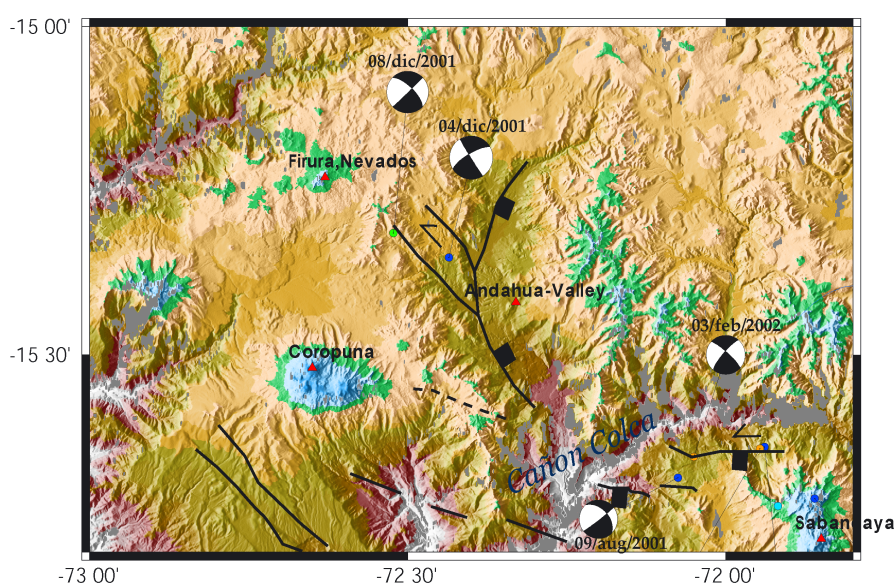 -15 00'
08/dic/2001
04/dic/2001
Firura,Nevados
Andahua-Valley
03/feb/2002
-15 30'
Coropuna
Cañon Colca
Sabancaya
09/aug/2001
-73 00'
-72 30'
-72 00'